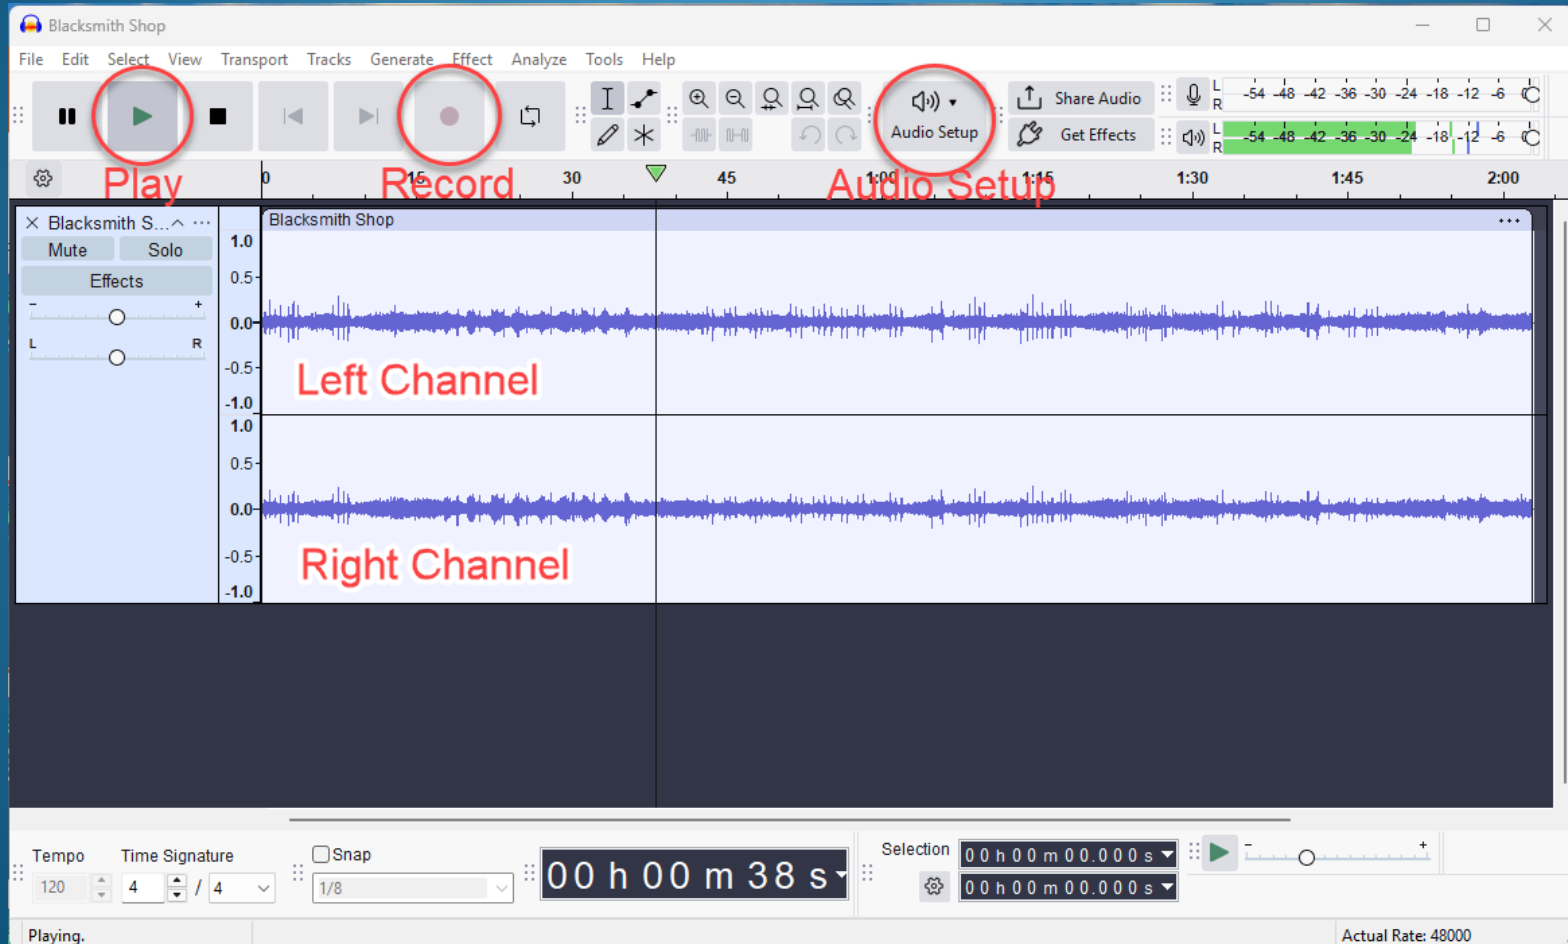 Blacksmith Shop
File Edit Select View Transport Tracks Generate Effect Analyze Tools Help
Audio Setup
Share Audio
Get Effects
L
R
-54 -48 -42 -36 -30 -24 -18 -12 -6 0
L
R
-54 -48 -42 -36 -30 -24 -18 -12 -6 0
Play
Record
Audio Setup
0 15 30 45 1:00 1:15 1:30 1:45 2:00
Blacksmith S...
Mute Solo
Effects
- +
L R
Blacksmith Shop
1.0
0.5
0.0
-0.5
-1.0
Left Channel
1.0
0.5
0.0
-0.5
-1.0
Right Channel
Tempo
120
Time Signature
4 / 4
Snap
1/8
00 h 00 m 38 s
Selection
00 h 00 m 00.000 s
00 h 00 m 00.000 s
- +
Playing.
Actual Rate: 48000